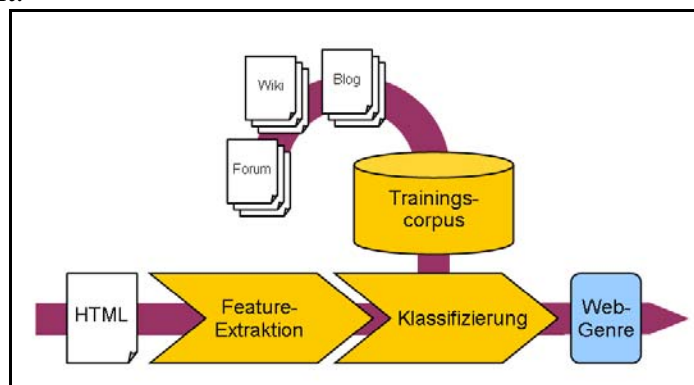 Wiki
Blog
Forum
Trainings-
corpus
HTML
Feature-
Extraktion
Klassifizierung
Web-
Genre